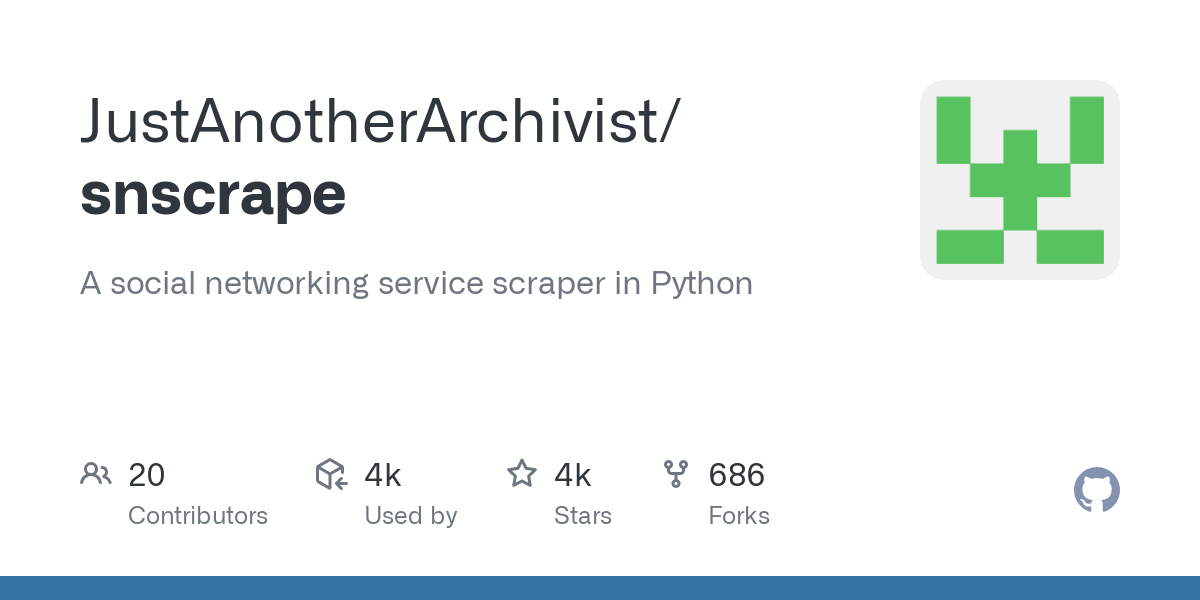 JustAnotherArchivist/
snscrape
A social networking service scraper in Python
20 4k 4k 686
Contributors Used by Stars Forks